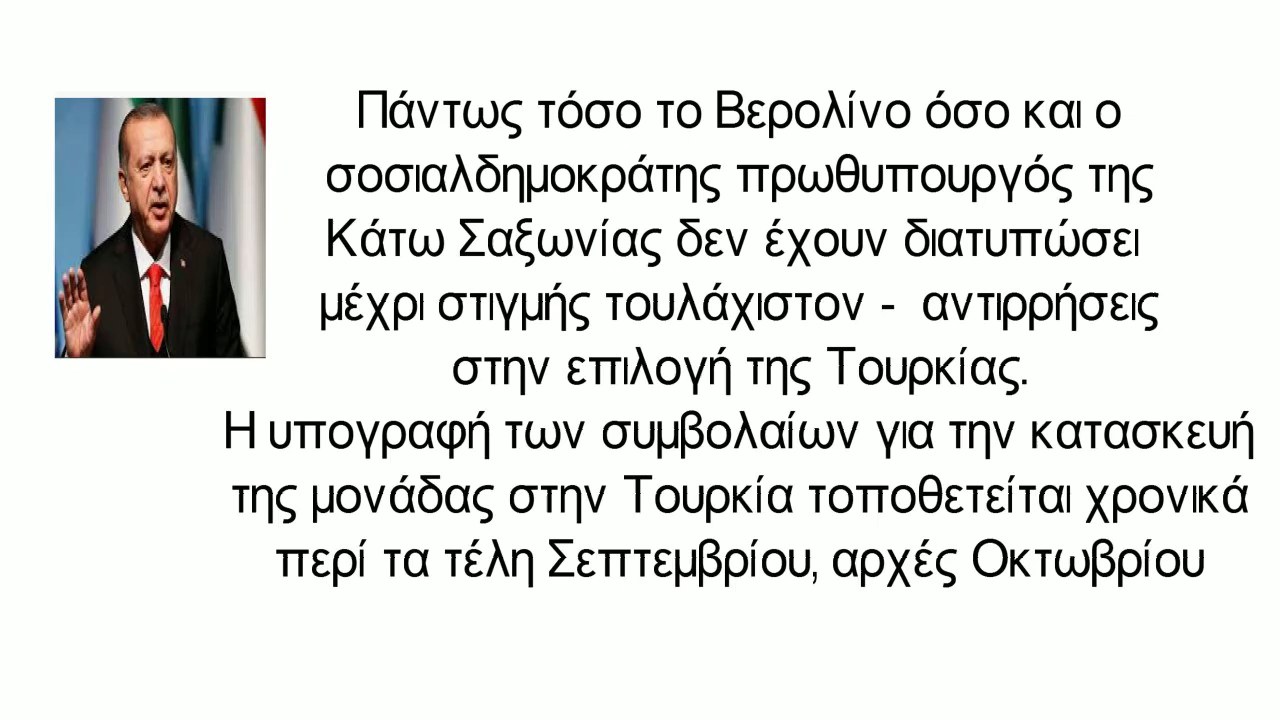 Πάντως τόσο το Βερολίνο όσο και ο
σοσιαλδημοκράτης πρωθυπουργός της
Κάτω Σαξωνίας δεν έχουν διατυπώσει
μέχρι στιγμής τουλάχιστον - αντιρρήσεις
στην επιλογή της Τουρκίας.
Η υπογραφή των συμβολαίων για την κατασκευή
της μονάδας στην Τουρκία τοποθετείται χρονικά
περί τα τέλη Σεπτεμβρίου, αρχές Οκτωβρίου